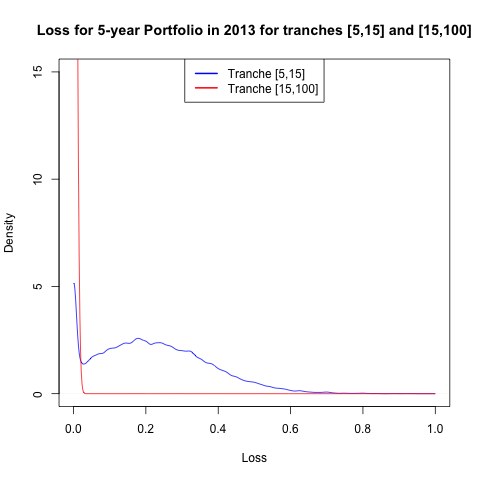 Loss for 5-year Portfolio in 2013 for tranches [5,15] and [15,100]
Tranche [5,15]
Tranche [15,100]
15
10
5
0
Density
0.0 0.2 0.4 0.6 0.8 1.0
Loss